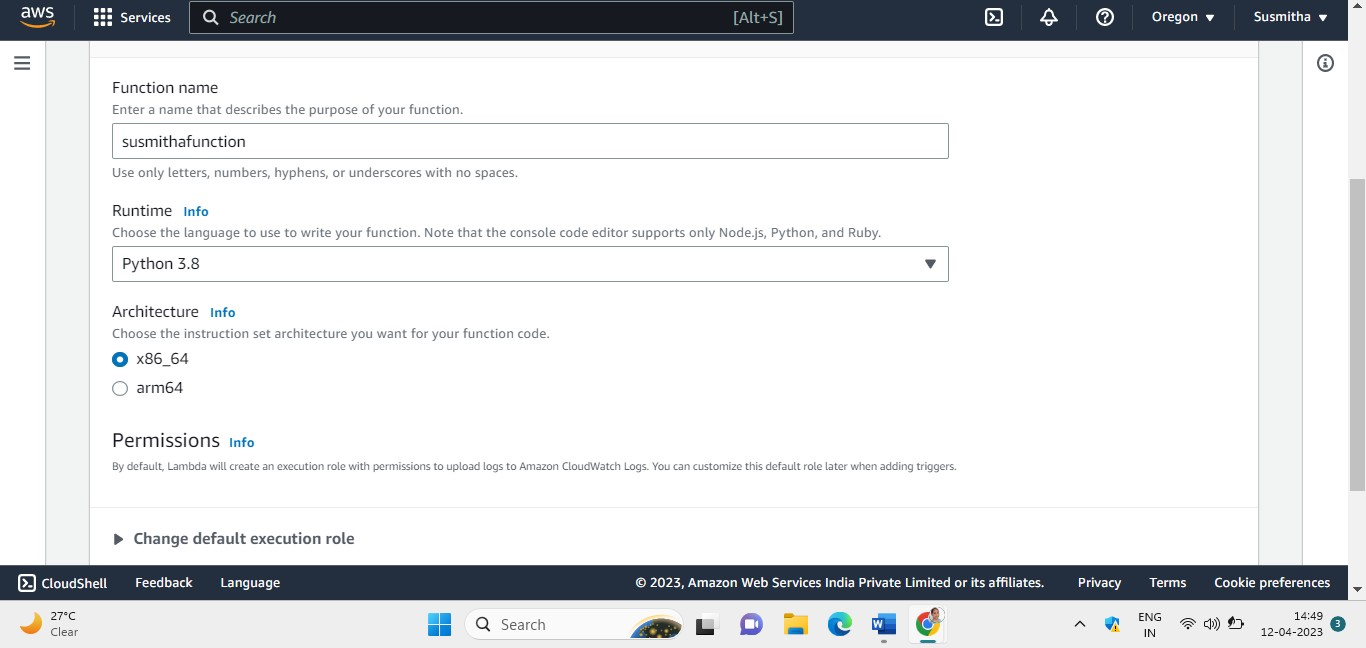 aws Services Search [Alt+S] Oregon Susmitha
Function name
Enter a name that describes the purpose of your function.
susmithafunction
Use only letters, numbers, hyphens, or underscores with no spaces.
Runtime Info
Choose the language to use to write your function. Note that the console code editor supports only Node.js, Python, and Ruby.
Python 3.8
Architecture Info
Choose the instruction set architecture you want for your function code.
x86_64
arm64
Permissions Info
By default, Lambda will create an execution role with permissions to upload logs to Amazon CloudWatch Logs. You can customize this default role later when adding triggers.
Change default execution role
CloudShell Feedback Language © 2023, Amazon Web Services India Private Limited or its affiliates. Privacy Terms Cookie preferences
27°C
Clear
Search
W
ENG
IN
14:49
12-04-2023
3